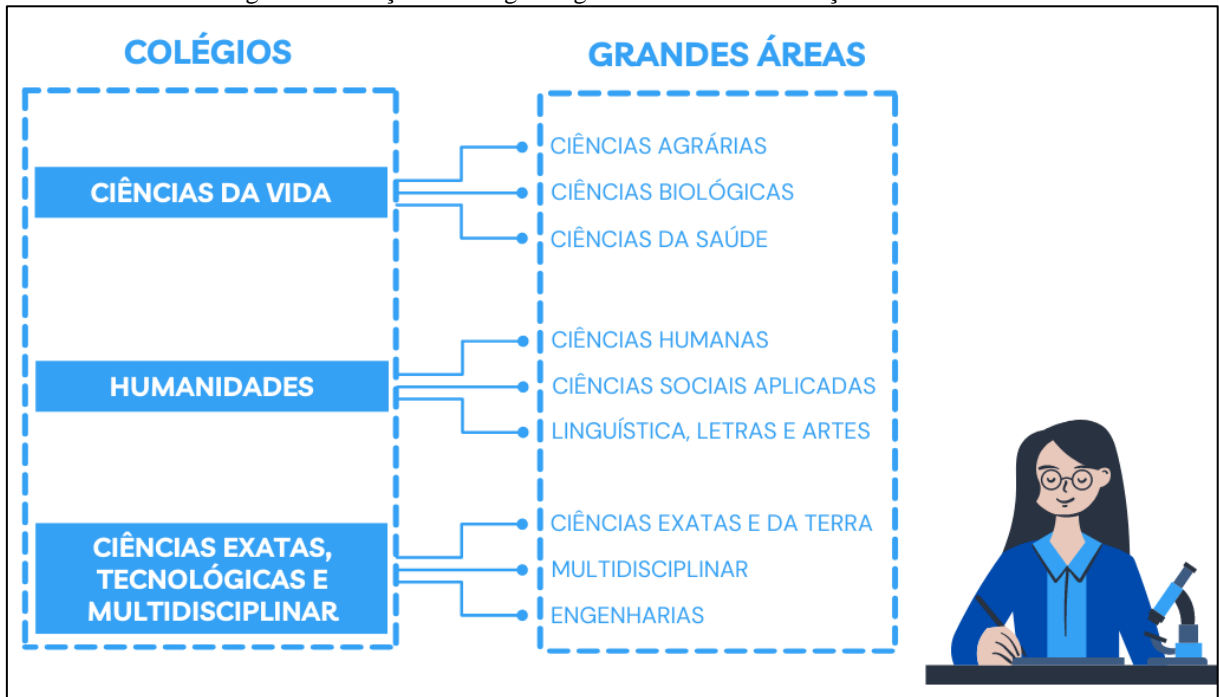 COLÉGIOS
GRANDES ÁREAS
CIÊNCIAS DA VIDA
CIÊNCIAS AGRÁRIAS
CIÊNCIAS BIOLÓGICAS
CIÊNCIAS DA SAÚDE
HUMANIDADES
CIÊNCIAS HUMANAS
CIÊNCIAS SOCIAIS APLICADAS
LINGUÍSTICA, LETRAS E ARTES
CIÊNCIAS EXATAS,
TECNOLÓGICAS E
MULTIDISCIPLINAR
CIÊNCIAS EXATAS E DA TERRA
MULTIDISCIPLINAR
ENGENHARIAS